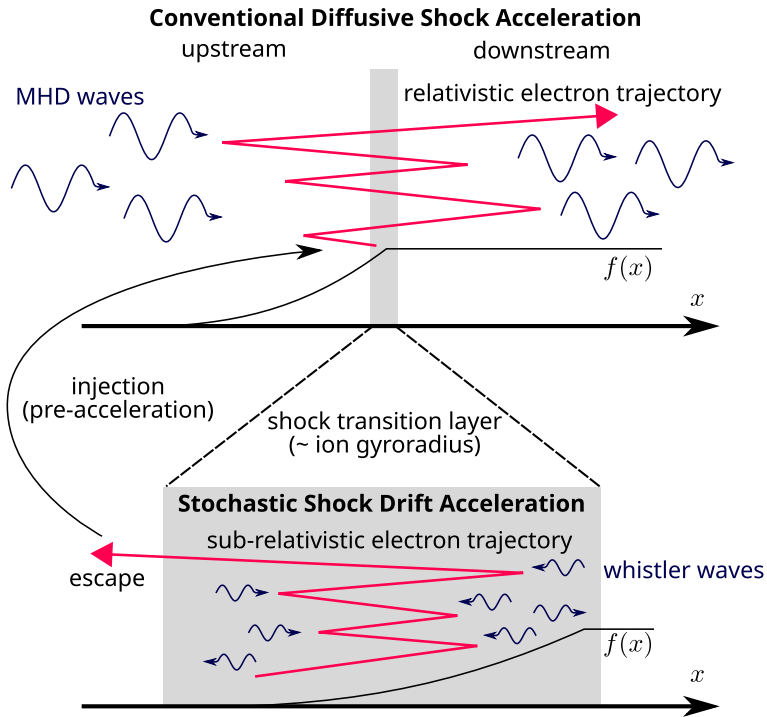 Conventional Diffusive Shock Acceleration
upstream
downstream
MHD waves
relativistic electron trajectory
f(x)
x
injection
(pre-acceleration)
shock transition layer
(~ ion gyroradius)
Stochastic Shock Drift Acceleration
sub-relativistic electron trajectory
escape
whistler waves
f(x)
x